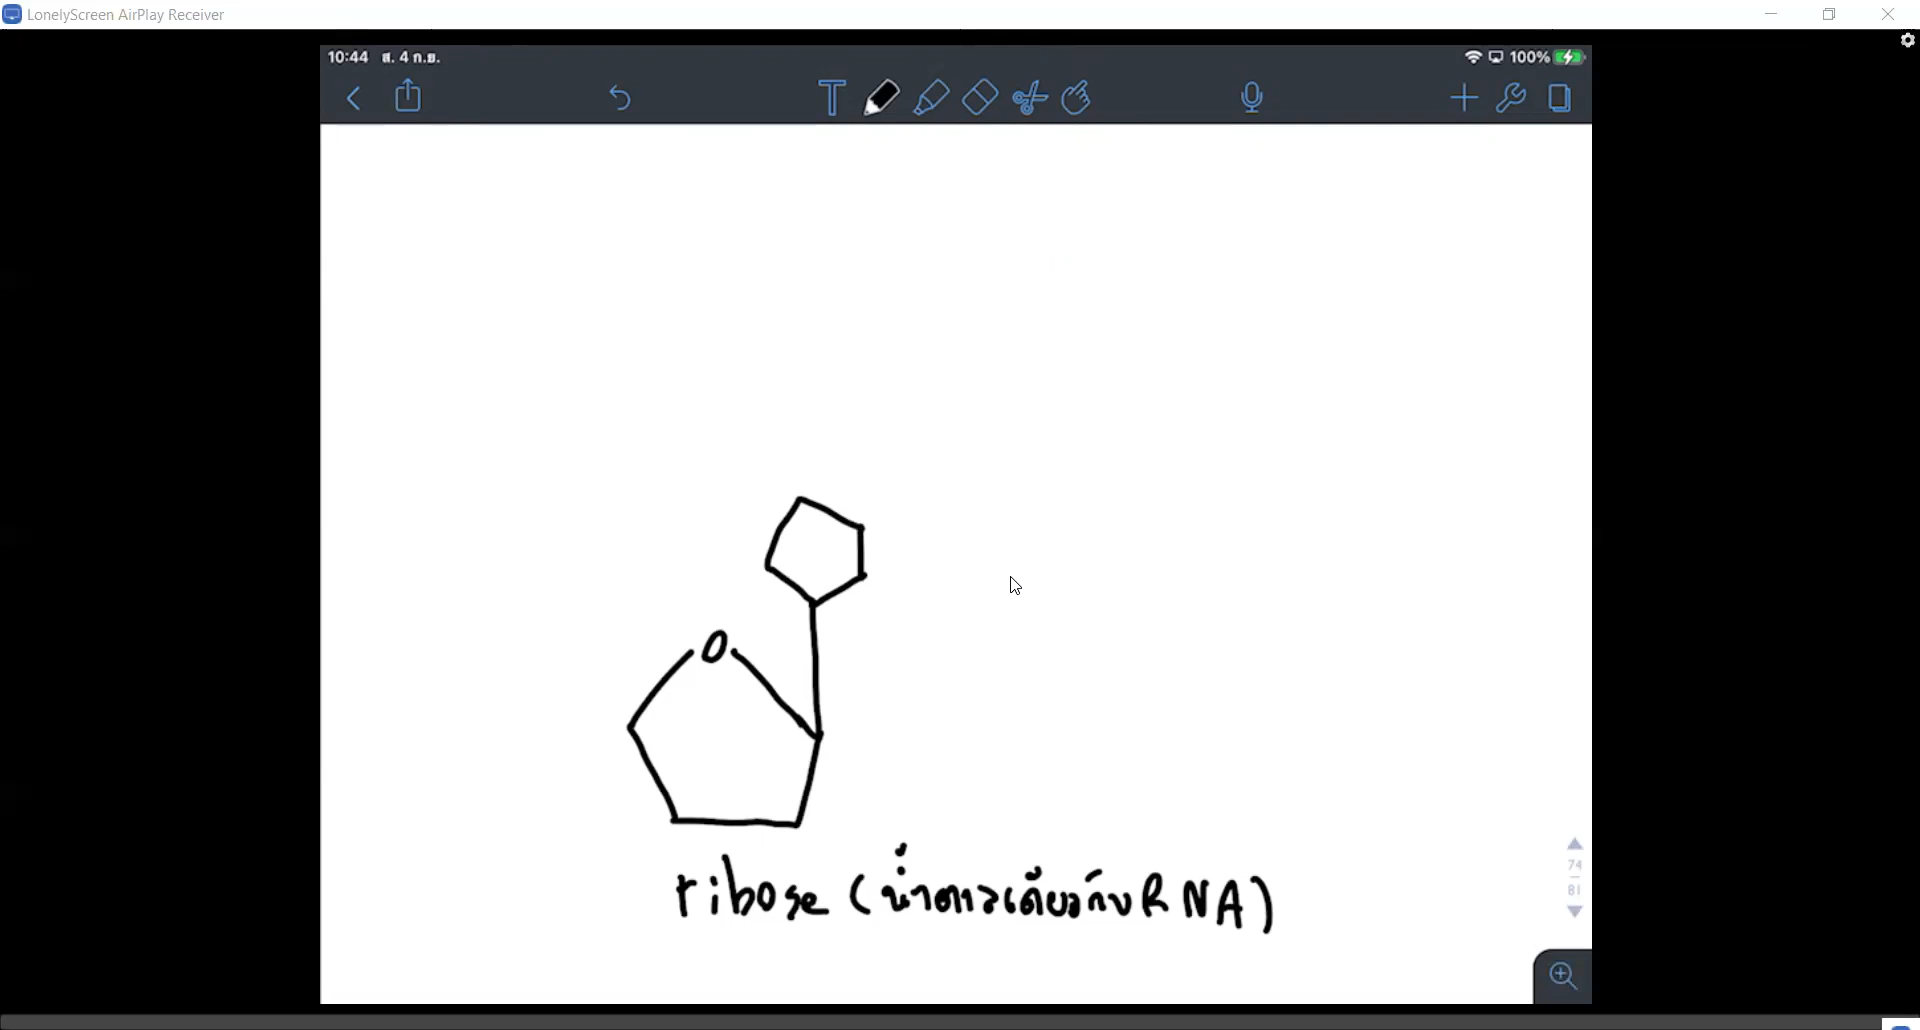 LonelyScreen AirPlay Receiver
10:44 ส. 4 ก.ย. 100%
T
O
ribose (น้ำตาลเดียวกับ RNA)
74
81